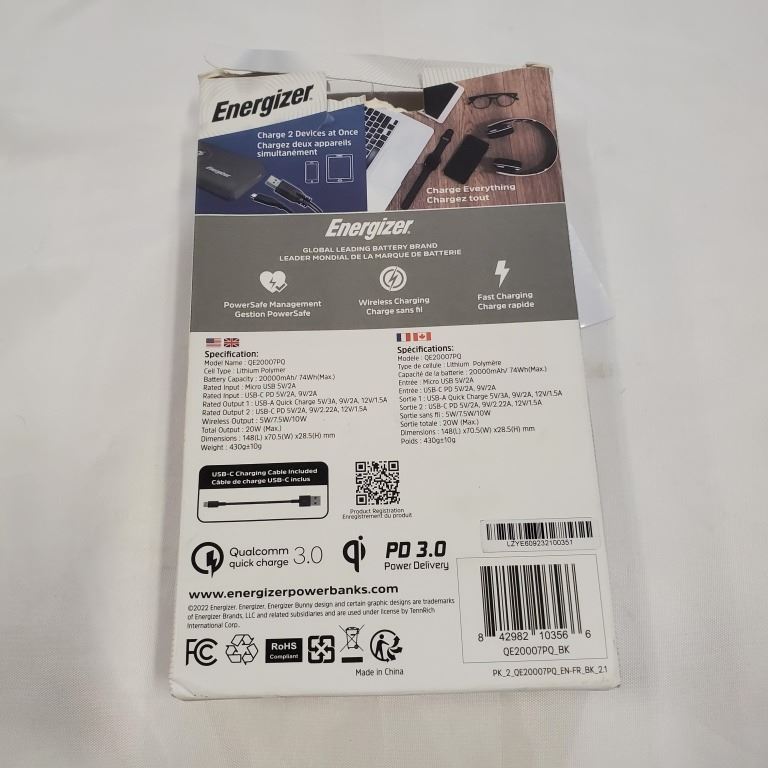 Energizer.
Charge 2 Devices at Once
Chargez deux appareils
simultanément
Energizer
Charge Everything
Chargez tout
Energizer.
GLOBAL LEADING BATTERY BRAND
LEADER MONDIAL DE LA MARQUE DE BATTERIE
PowerSafe Management
Gestion PowerSafe
Wireless Charging
Charge sans fil
Fast Charging
Charge rapide
Specification:
Model Name : QE20007PQ
Cell Type : Lithium Polymer
Battery Capacity : 20000mAh/ 74Wh(Max.)
Rated Input : Micro USB 5V/2A
Rated Input : USB-C PD 5V/2A, 9V/2A
Rated Output 1 : USB-A Quick Charge 5V/3A, 9V/2A, 12V/1.5A
Rated Output 2 : USB-C PD 5V/2A, 9V/2.22A, 12V/1.5A
Wireless Output : 5W/7.5W/10W
Total Output : 20W (Max.)
Dimensions : 148(L) x70.5(W) x28.5(H) mm
Weight : 430g±10g
Spécifications:
Modèle : QE20007PQ
Type de cellule : Lithium Polymère
Capacité de la batterie : 20000mAh/ 74Wh(Max.)
Entrée : Micro USB 5V/2A
Entrée : USB-C PD 5V/2A, 9V/2A
Sortie 1 : USB-A Quick Charge 5V/3A, 9V/2A, 12V/1.5A
Sortie 2 : USB-C PD 5V/2A, 9V/2.22A, 12V/1.5A
Sortie sans fil : 5W/7.5W/10W
Sortie totale : 20W (Max.)
Dimensions : 148(L) x70.5(W) x28.5(H) mm
Poids : 430g±10g
USB-C Charging Cable Included
Câble de charge USB-C inclus
Product Registration
Enregistrement du produit
LZYE609232100351
Qualcomm
quick charge 3.0
qi
PD 3.0
Power Delivery
www.energizerpowerbanks.com
©2022 Energizer. Energizer, Energizer Bunny design and certain graphic designs are trademarks
of Energizer Brands, LLC and related subsidiaries and are used under license by TennRich
International Corp.
FC
RoHS
Compliant
Made in China
8 42982 10356 6
QE20007PQ_BK
PK_2_QE20007PQ_EN-FR_BK_2.1